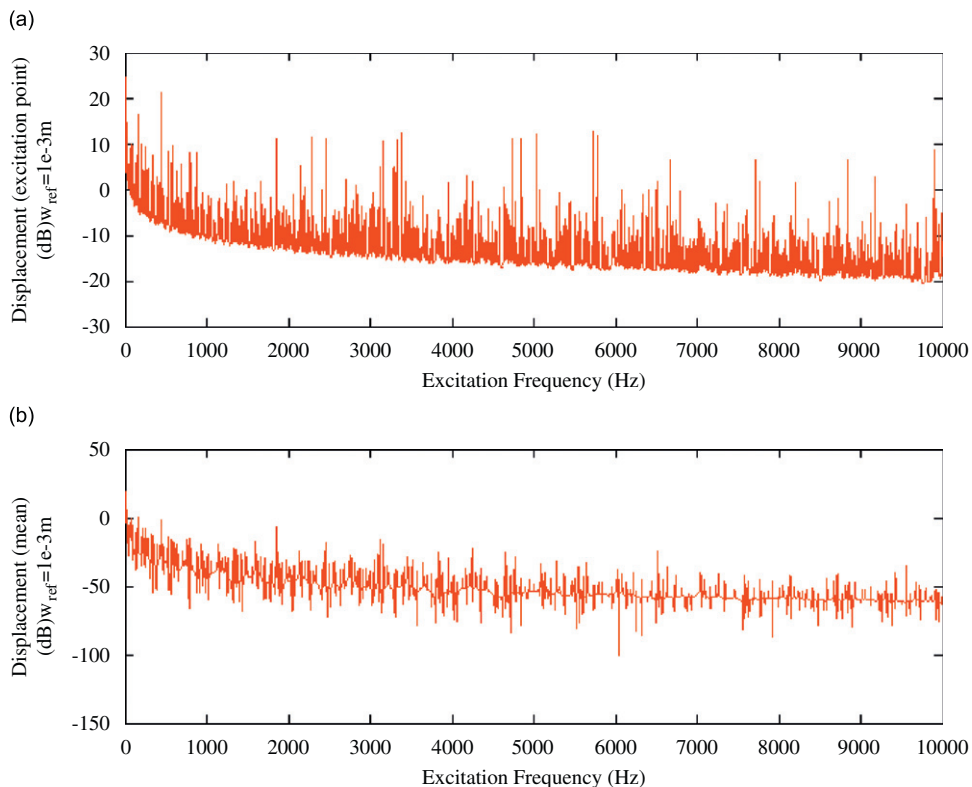 (a)
30
20
10
0
-10
-20
-30
Displacement (excitation point)
(dB)wref=1e-3m
0 1000 2000 3000 4000 5000 6000 7000 8000 9000 10000
Excitation Frequency (Hz)
(b)
50
0
-50
-100
-150
Displacement (mean)
(dB)wref=1e-3m
0 1000 2000 3000 4000 5000 6000 7000 8000 9000 10000
Excitation Frequency (Hz)